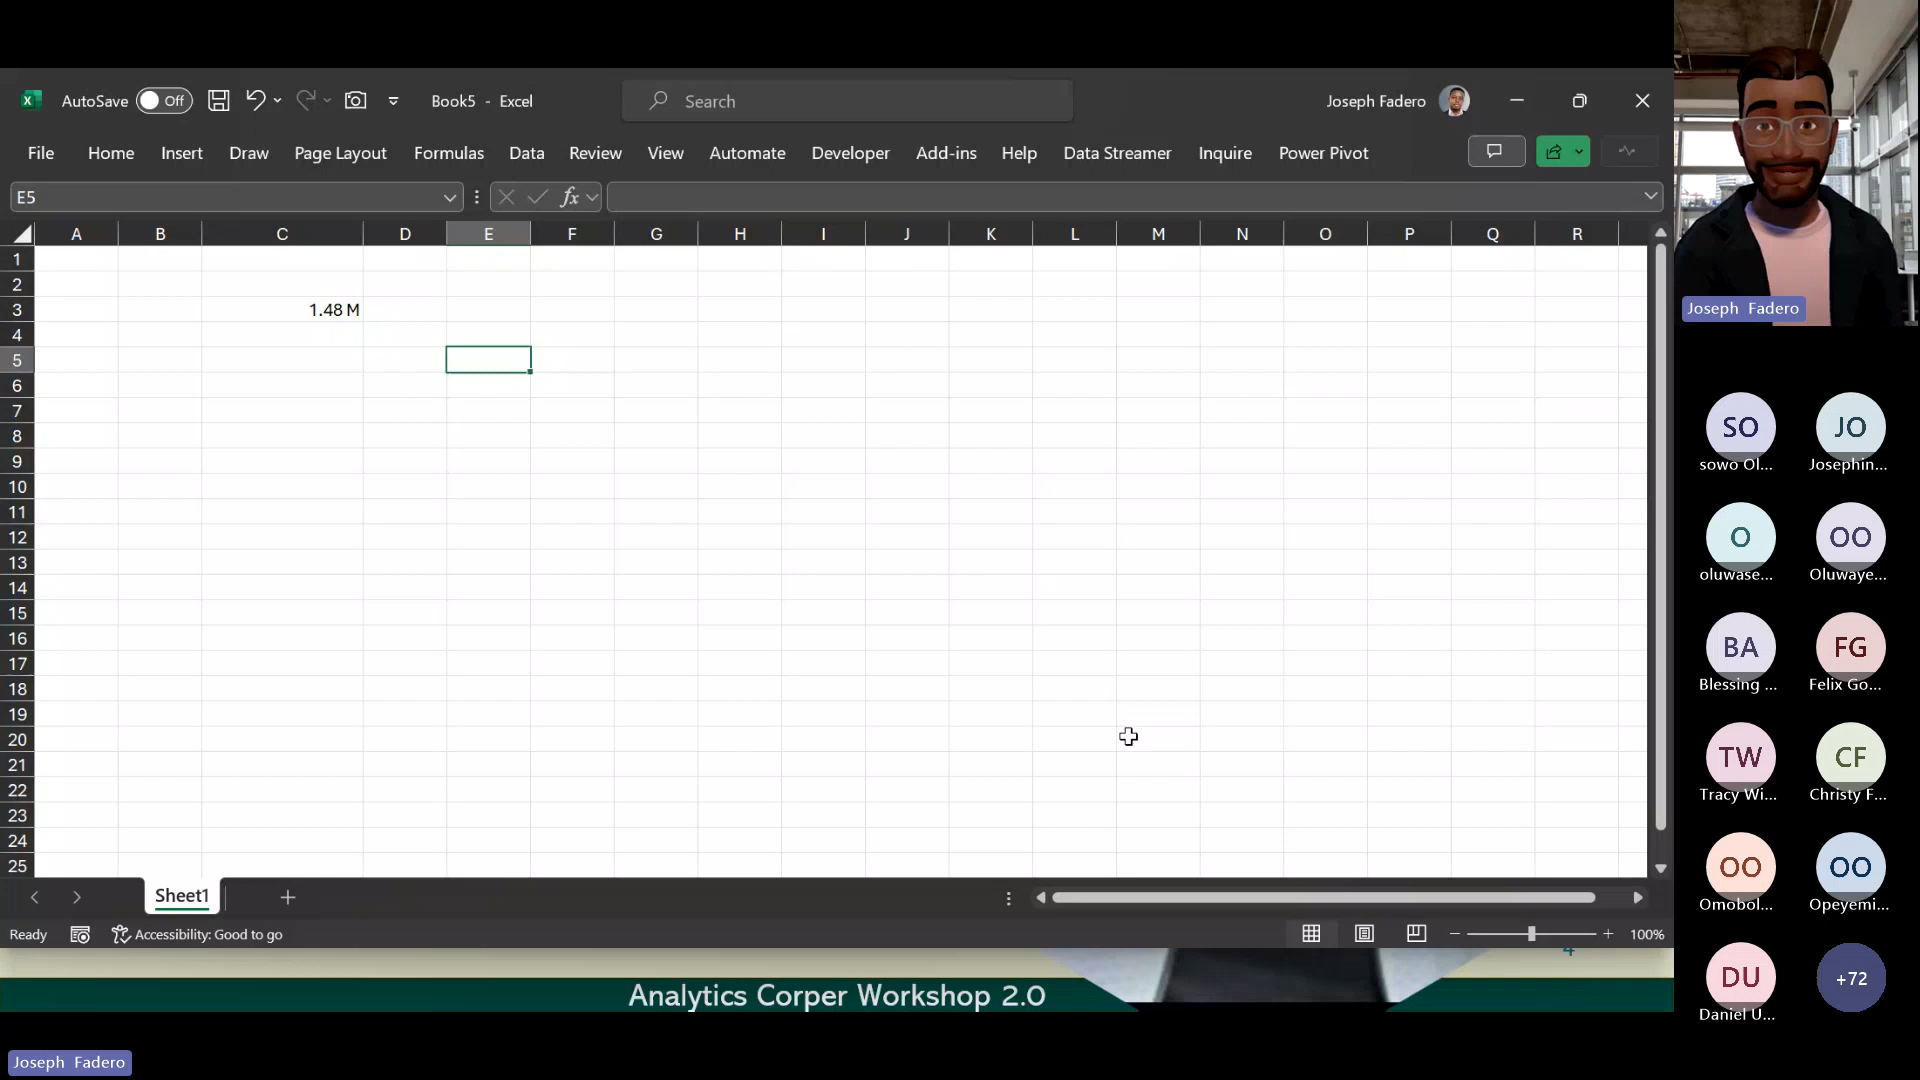 AutoSave Off Book5 - Excel Search Joseph Fadero
File Home Insert Draw Page Layout Formulas Data Review View Automate Developer Add-ins Help Data Streamer Inquire Power Pivot
E5 fx
A B C D E F G H I J K L M N O P Q R
1
2
3 1.48 M
4
5
6
7
8
9
10
11
12
13
14
15
16
17
18
19
20
21
22
23
24
25
Sheet1
Ready Accessibility: Good to go 100%
4
Analytics Corper Workshop 2.0
Joseph Fadero
Joseph Fadero
SO JO
sowo Ol... Josephin...
O OO
oluwase... Oluwaye...
BA FG
Blessing ... Felix Go...
TW CF
Tracy Wi... Christy F...
OO OO
Omobol... Opeyemi...
DU +72
Daniel U...